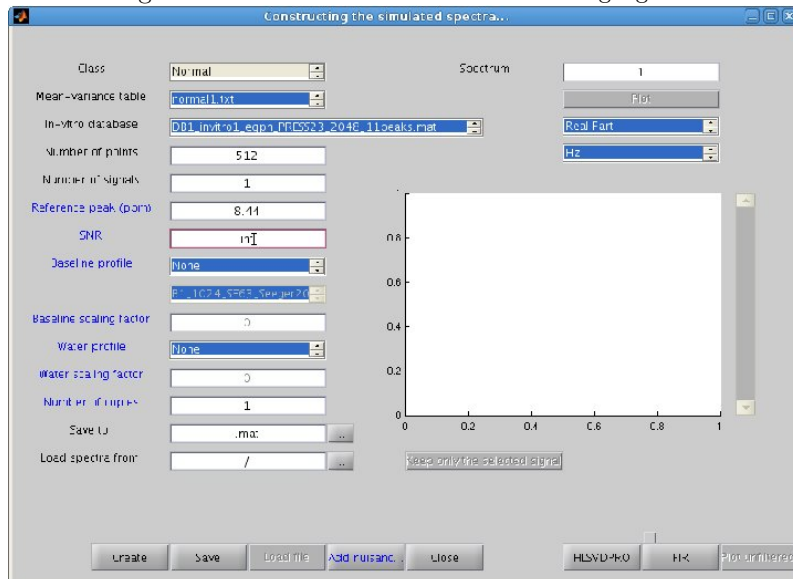 Constructing the simulated spectra...
Class Normal Spectrum 1
Mean-variance table normal1.txt Plot
In-vitro database DB1_invitro1_eqph_PRESS23_2048_11peaks.mat Real Part
Number of points 512 Hz
Number of signals 1
Reference peak (ppm) 8.44
SNR inf
Baseline profile None
Baseline scaling factor 0
Water profile None
Water scaling factor 0
Number of copies 1
Save to .mat ...
Load spectra from / ...
1
0.8
0.6
0.4
0.2
0
0 0.2 0.4 0.6 0.8 1
Keep only the selected signal
Create Save Load file Add nuisanc... Close HLSVDPRO FIR Plot unfiltered